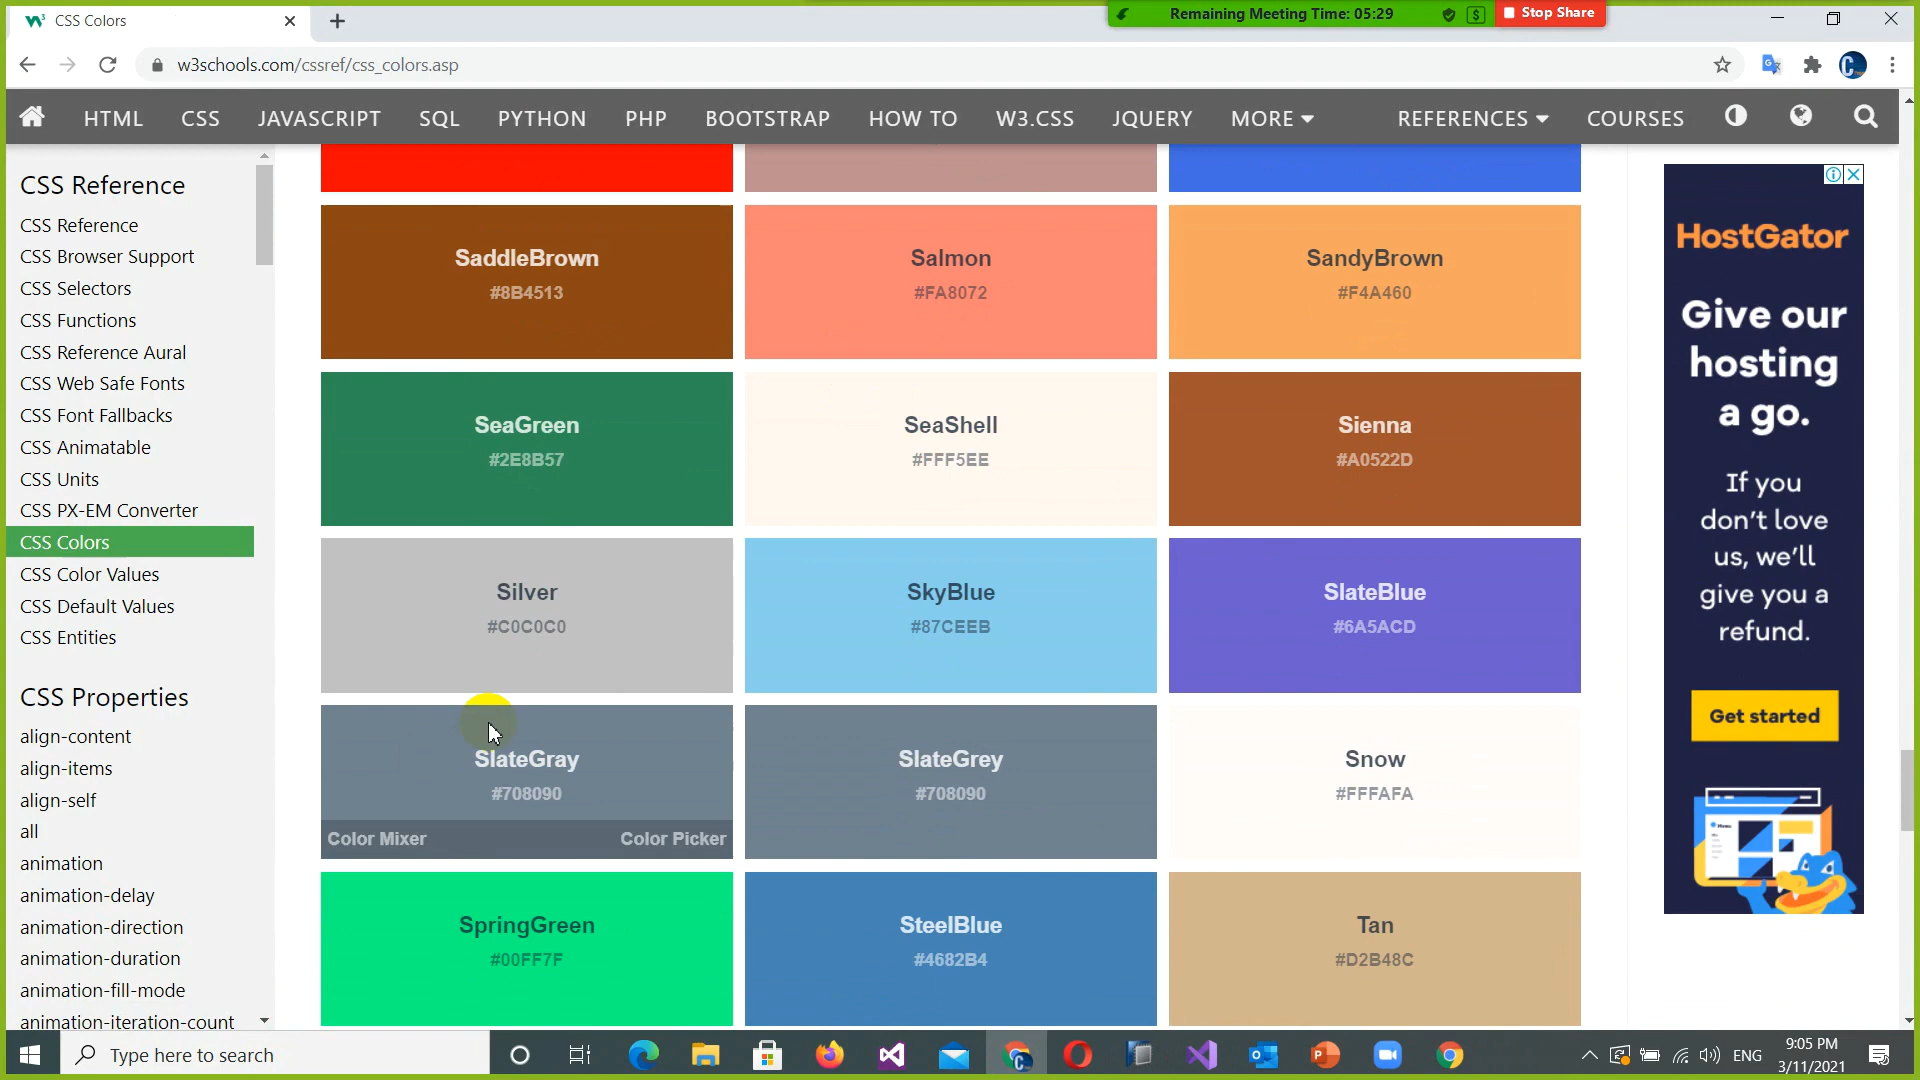 CSS Colors
Remaining Meeting Time: 05:29
Stop Share
w3schools.com/cssref/css_colors.asp
HTML CSS JAVASCRIPT SQL PYTHON PHP BOOTSTRAP HOW TO W3.CSS JQUERY MORE REFERENCES COURSES
CSS Reference
CSS Reference
CSS Browser Support
CSS Selectors
CSS Functions
CSS Reference Aural
CSS Web Safe Fonts
CSS Font Fallbacks
CSS Animatable
CSS Units
CSS PX-EM Converter
CSS Colors
CSS Color Values
CSS Default Values
CSS Entities
CSS Properties
align-content
align-items
align-self
all
animation
animation-delay
animation-direction
animation-duration
animation-fill-mode
animation-iteration-count
SaddleBrown
#8B4513
Salmon
#FA8072
SandyBrown
#F4A460
SeaGreen
#2E8B57
SeaShell
#FFF5EE
Sienna
#A0522D
Silver
#C0C0C0
SkyBlue
#87CEEB
SlateBlue
#6A5ACD
SlateGray
#708090
Color Mixer Color Picker
SlateGrey
#708090
Snow
#FFFAFA
SpringGreen
#00FF7F
SteelBlue
#4682B4
Tan
#D2B48C
HostGator
Give our
hosting
a go.
If you
don't love
us, we'll
give you a
refund.
Get started
Type here to search
ENG
9:05 PM
3/11/2021